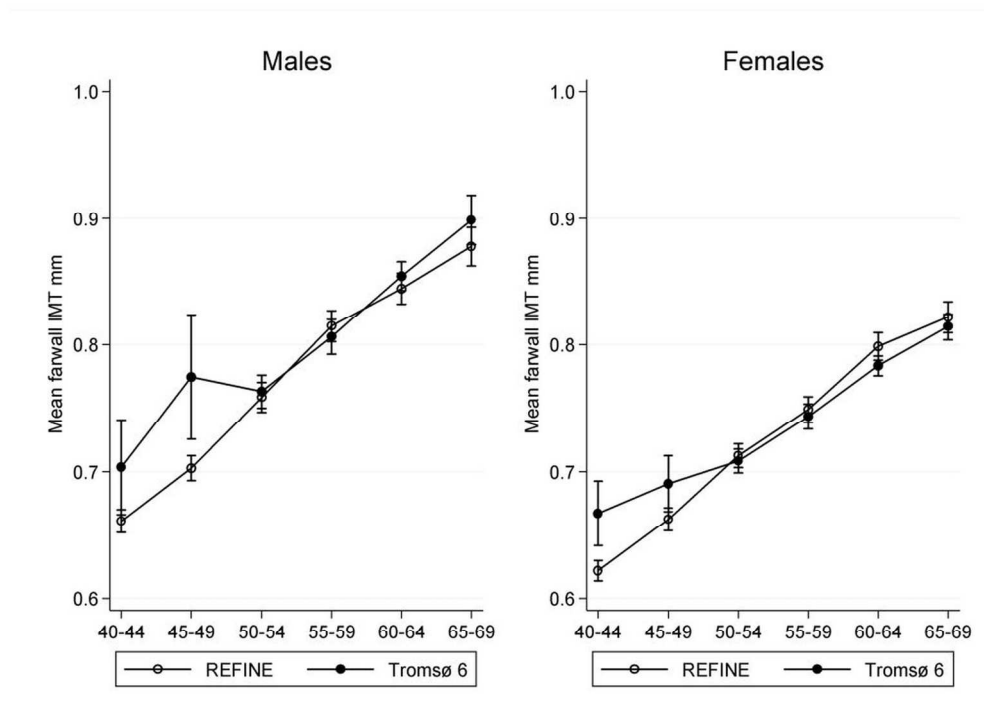 Males
Mean farwall IMT mm
1.0
0.9
0.8
0.7
0.6
40-44 45-49 50-54 55-59 60-64 65-69
REFINE Tromsø 6
Females
Mean farwall IMT mm
1.0
0.9
0.8
0.7
0.6
40-44 45-49 50-54 55-59 60-64 65-69
REFINE Tromsø 6